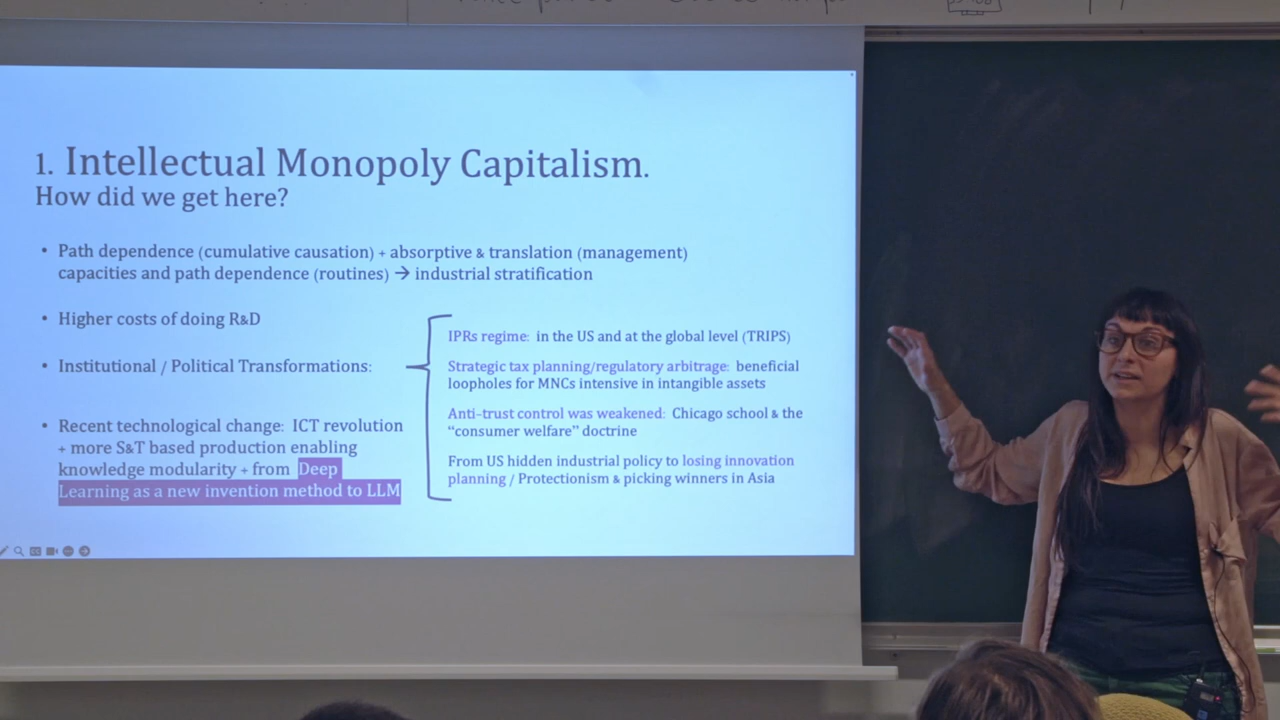 1. Intellectual Monopoly Capitalism.
How did we get here?
• Path dependence (cumulative causation) + absorptive & translation (management)
capacities and path dependence (routines) → industrial stratification
• Higher costs of doing R&D
• Institutional / Political Transformations:
IPRs regime: in the US and at the global level (TRIPS)
Strategic tax planning/regulatory arbitrage: beneficial
loopholes for MNCs intensive in intangible assets
Anti-trust control was weakened: Chicago school & the
“consumer welfare” doctrine
From US hidden industrial policy to losing innovation
planning / Protectionism & picking winners in Asia
• Recent technological change: ICT revolution
+ more S&T based production enabling
knowledge modularity + from Deep
Learning as a new invention method to LLM